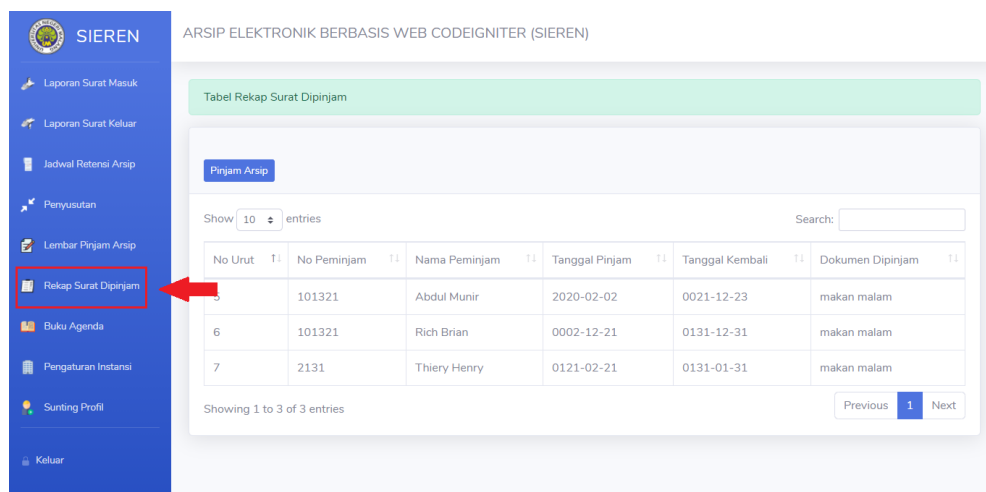 SIEREN
ARSIP ELEKTRONIK BERBASIS WEB CODEIGNITER (SIEREN)
Laporan Surat Masuk
Laporan Surat Keluar
Jadwal Retensi Arsip
Penyusutan
Lembar Pinjam Arsip
Rekap Surat Dipinjam
Buku Agenda
Pengaturan Instansi
Sunting Profil
Keluar
Tabel Rekap Surat Dipinjam
Pinjam Arsip
Show 10 entries
Search:
No Urut No Peminjam Nama Peminjam Tanggal Pinjam Tanggal Kembali Dokumen Dipinjam
5 101321 Abdul Munir 2020-02-02 0021-12-23 makan malam
6 101321 Rich Brian 0002-12-21 0131-12-31 makan malam
7 2131 Thiery Henry 0121-02-21 0131-01-31 makan malam
Showing 1 to 3 of 3 entries
Previous 1 Next